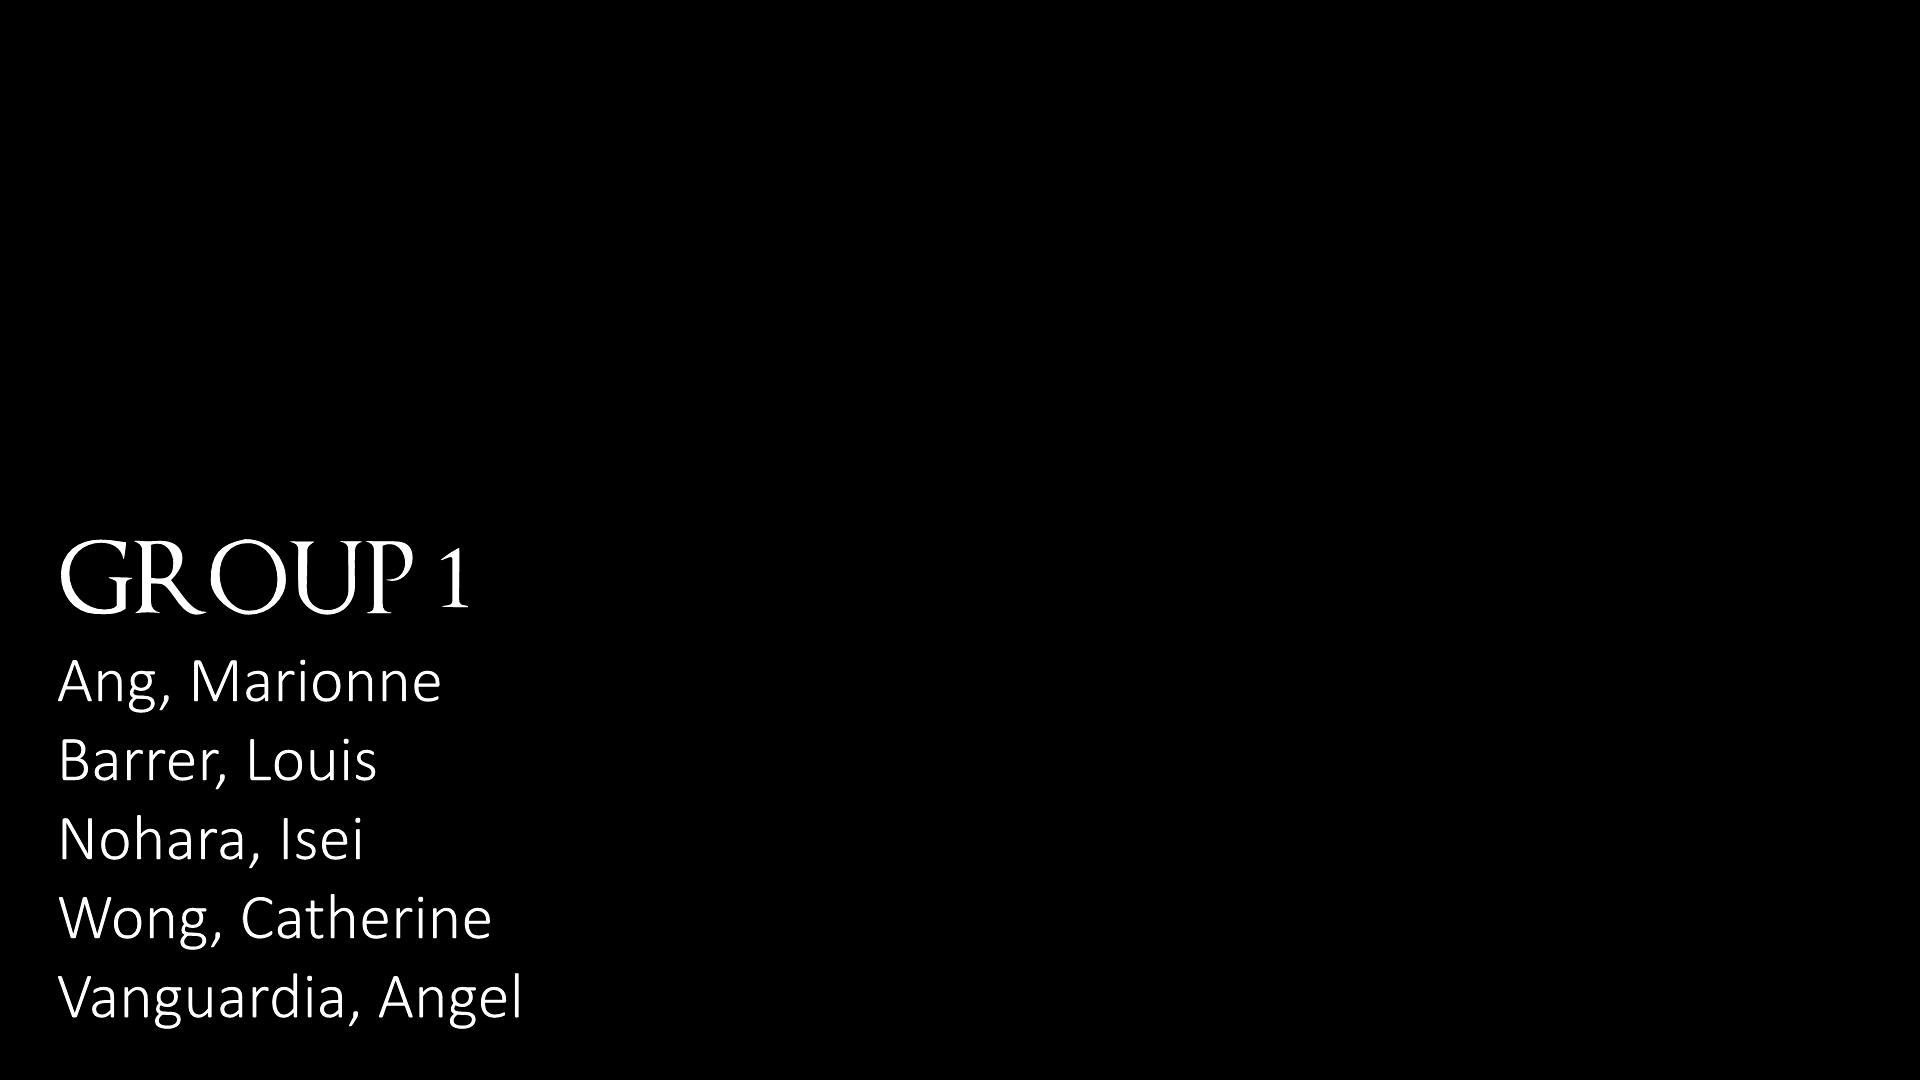 GROUP 1
Ang, Marionne
Barrer, Louis
Nohara, Isei
Wong, Catherine
Vanguardia, Angel